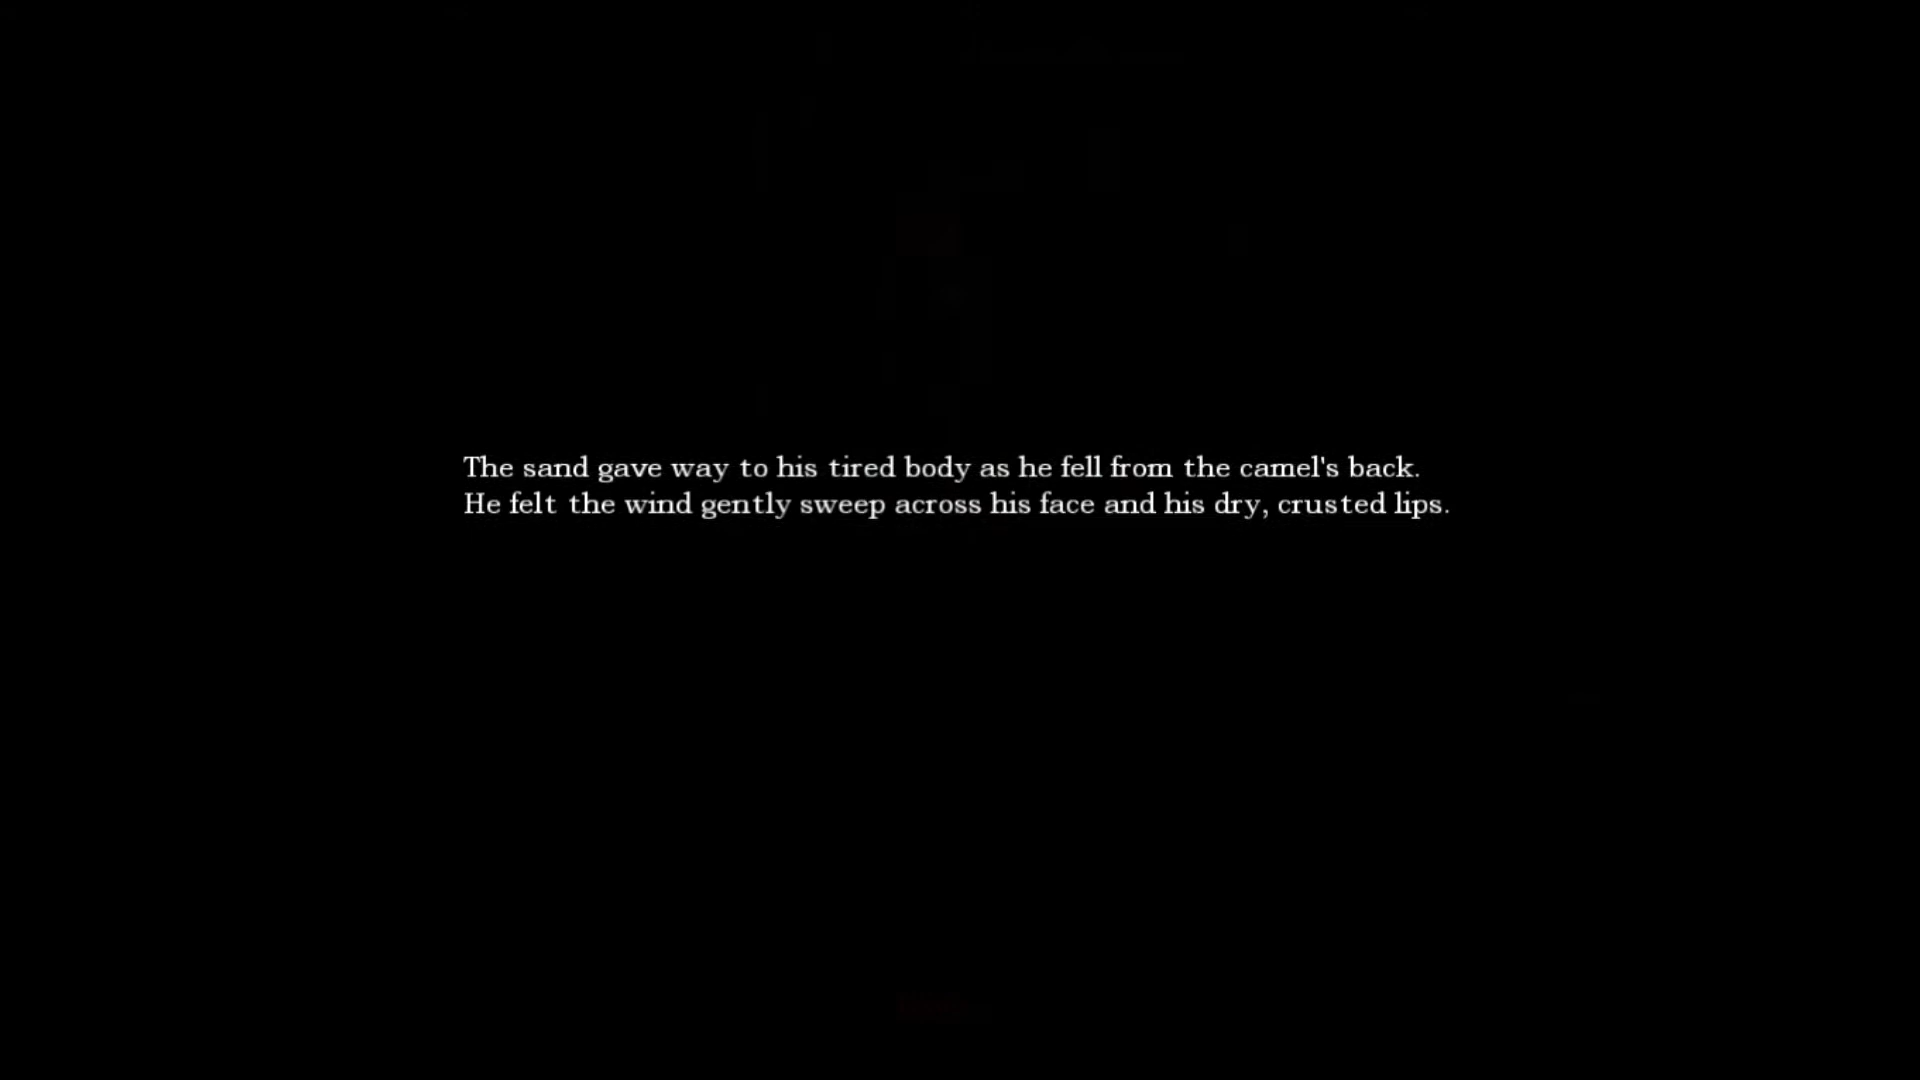 The sand gave way to his tired body as he fell from the camel's back.
He felt the wind gently sweep across his face and his dry, crusted lips.